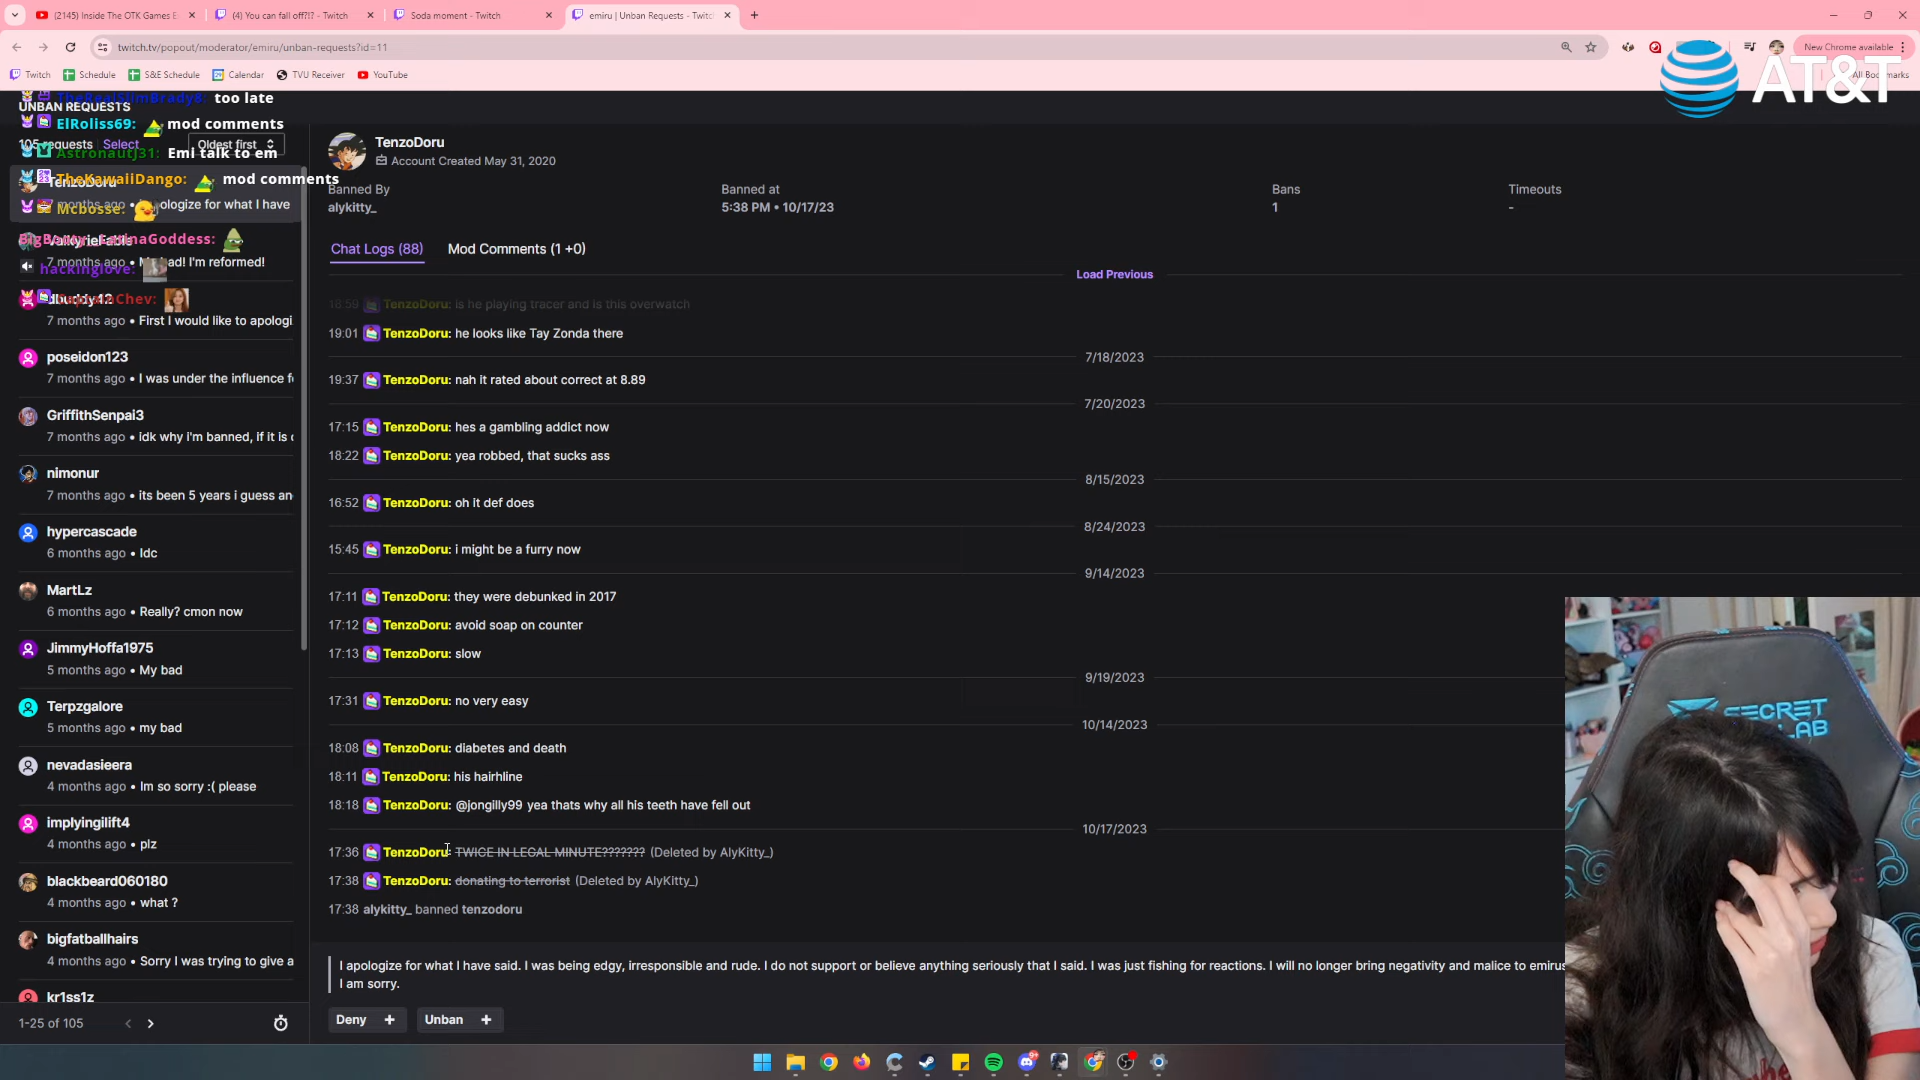 (2145) Inside The OTK Games E
(4) You can fall off?!? - Twitch
Soda moment - Twitch
emiru | Unban Requests - Twitc
twitch.tv/popout/moderator/emiru/unban-requests?id=11
New Chrome available
Twitch
Schedule
S&E Schedule
Calendar
TVU Receiver
YouTube
All Bookmarks
AT&T
TheRealSlimBrady8: too late
UNBAN REQUESTS
ElRoliss69: mod comments
105 requests Select Oldest first
AstronautJ31: Emi talk to em
TheKawaiiDango: mod comments
TenzoDoru
Mcbosse:
months ago • ologize for what I have
GOddess:
ValkyrieFable
7 months ago • ad! I'm reformed!
hackinglove:
Chev:
dbuddy42
7 months ago • First I would like to apologi
poseidon123
7 months ago • I was under the influence f
GriffithSenpai3
7 months ago • idk why i'm banned, if it is
nimonur
7 months ago • its been 5 years i guess an
hypercascade
6 months ago • Idc
MartLz
6 months ago • Really? cmon now
JimmyHoffa1975
5 months ago • My bad
Terpzgalore
5 months ago • my bad
nevadasieera
4 months ago • Im so sorry :( please
implyingilift4
4 months ago • plz
blackbeard060180
4 months ago • what ?
bigfatballhairs
4 months ago • Sorry I was trying to give a
kr1ss1z
1-25 of 105
TenzoDoru
Account Created May 31, 2020
Banned By
alykitty_
Banned at
5:38 PM • 10/17/23
Bans
1
Timeouts
-
Chat Logs (88)
Mod Comments (1 +0)
Load Previous
18:59 TenzoDoru: is he playing tracer and is this overwatch
19:01 TenzoDoru: he looks like Tay Zonda there
7/18/2023
19:37 TenzoDoru: nah it rated about correct at 8.89
7/20/2023
17:15 TenzoDoru: hes a gambling addict now
18:22 TenzoDoru: yea robbed, that sucks ass
8/15/2023
16:52 TenzoDoru: oh it def does
8/24/2023
15:45 TenzoDoru: i might be a furry now
9/14/2023
17:11 TenzoDoru: they were debunked in 2017
17:12 TenzoDoru: avoid soap on counter
17:13 TenzoDoru: slow
9/19/2023
17:31 TenzoDoru: no very easy
10/14/2023
18:08 TenzoDoru: diabetes and death
18:11 TenzoDoru: his hairhline
18:18 TenzoDoru: @jongilly99 yea thats why all his teeth have fell out
10/17/2023
17:36 TenzoDoru: TWICE IN LEGAL MINUTE??????? (Deleted by AlyKitty_)
17:38 TenzoDoru: donating to terrorist (Deleted by AlyKitty_)
17:38 alykitty_ banned tenzodoru
I apologize for what I have said. I was being edgy, irresponsible and rude. I do not support or believe anything seriously that I said. I was just fishing for reactions. I will no longer bring negativity and malice to emirus
I am sorry.
Deny +
Unban +
SECRET
LAB